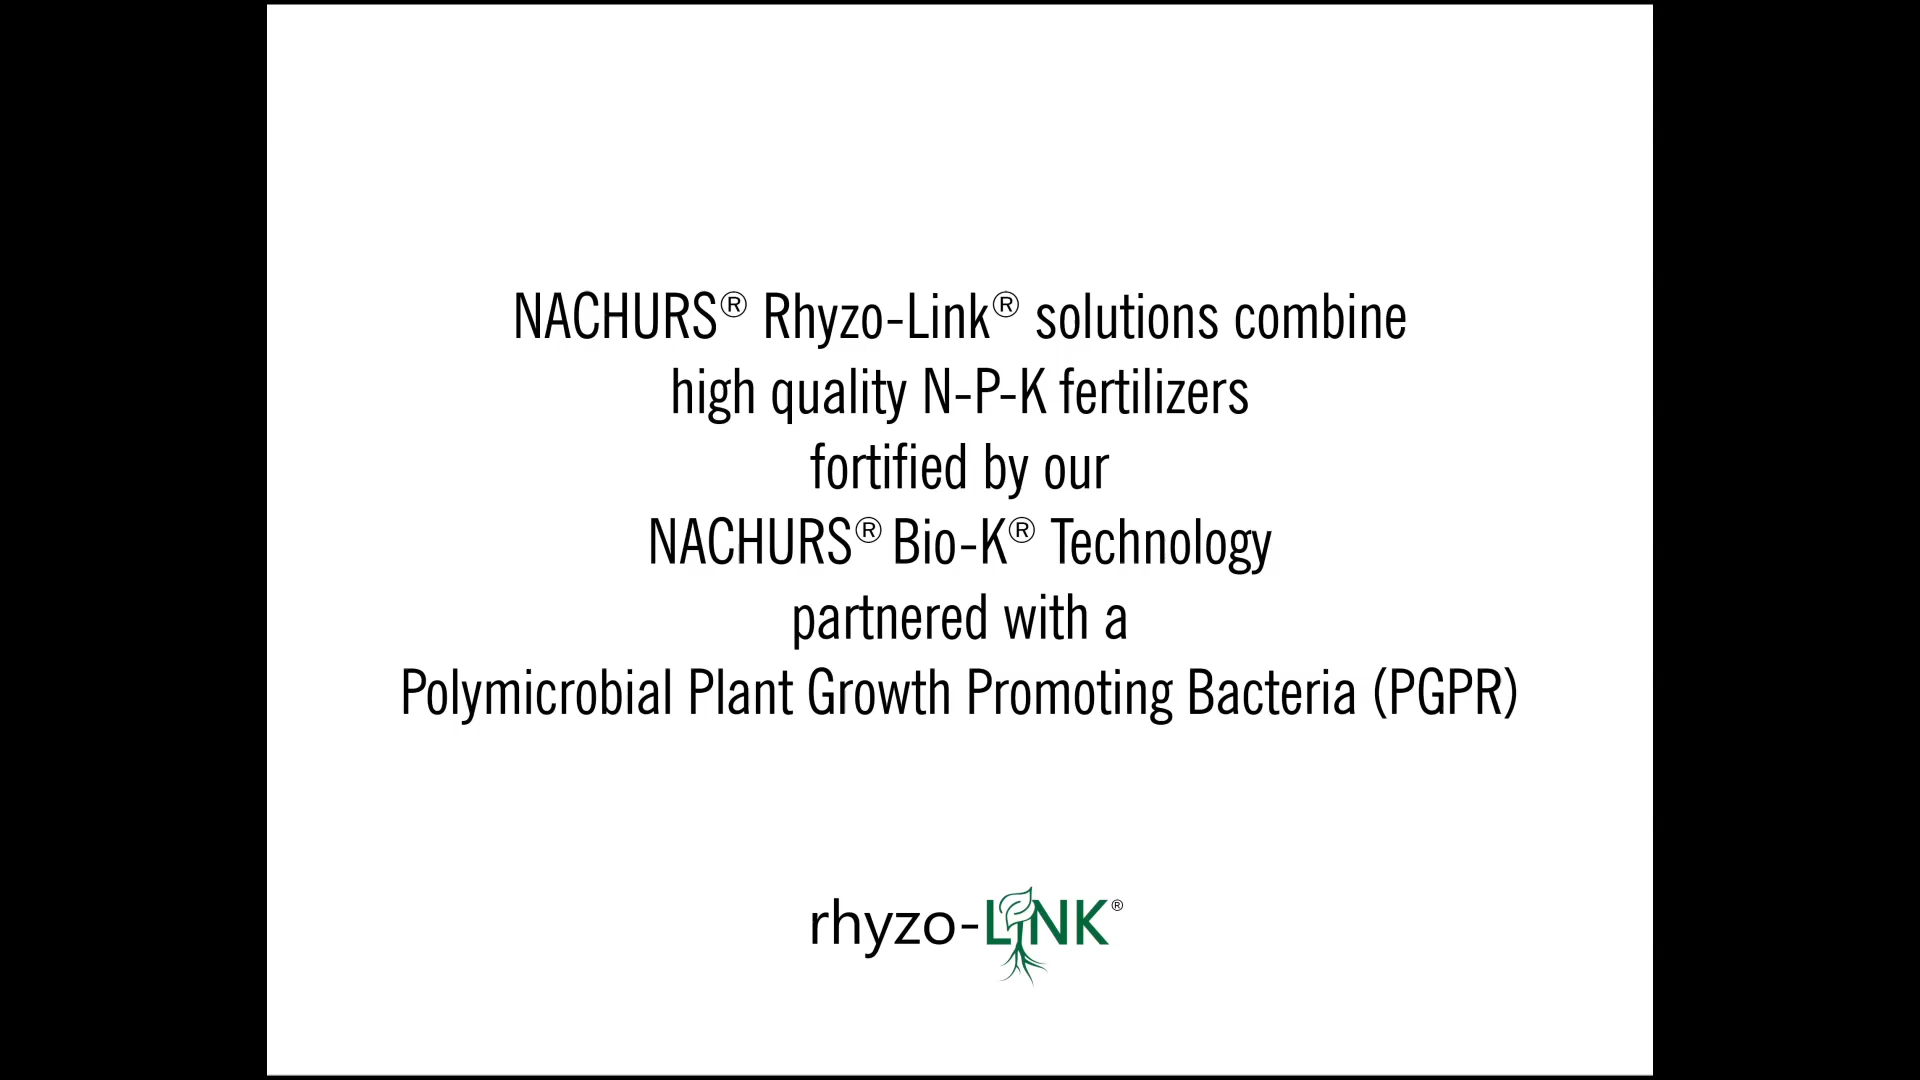 NACHURS® Rhyzo-Link® solutions combine
high quality N-P-K fertilizers
fortified by our
NACHURS® Bio-K® Technology
partnered with a
Polymicrobial Plant Growth Promoting Bacteria (PGPR)
rhyzo-LINK®